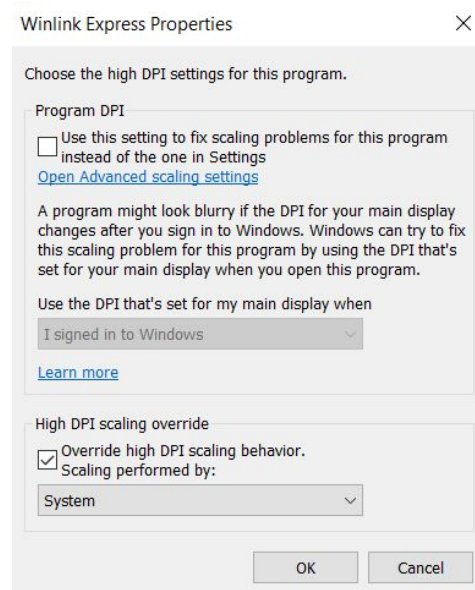 Winlink Express Properties
Choose the high DPI settings for this program.
Program DPI
Use this setting to fix scaling problems for this program
instead of the one in Settings
Open Advanced scaling settings
A program might look blurry if the DPI for your main display
changes after you sign in to Windows. Windows can try to fix
this scaling problem for this program by using the DPI that's
set for your main display when you open this program.
Use the DPI that's set for my main display when
I signed in to Windows
Learn more
High DPI scaling override
Override high DPI scaling behavior.
Scaling performed by:
System
OK Cancel